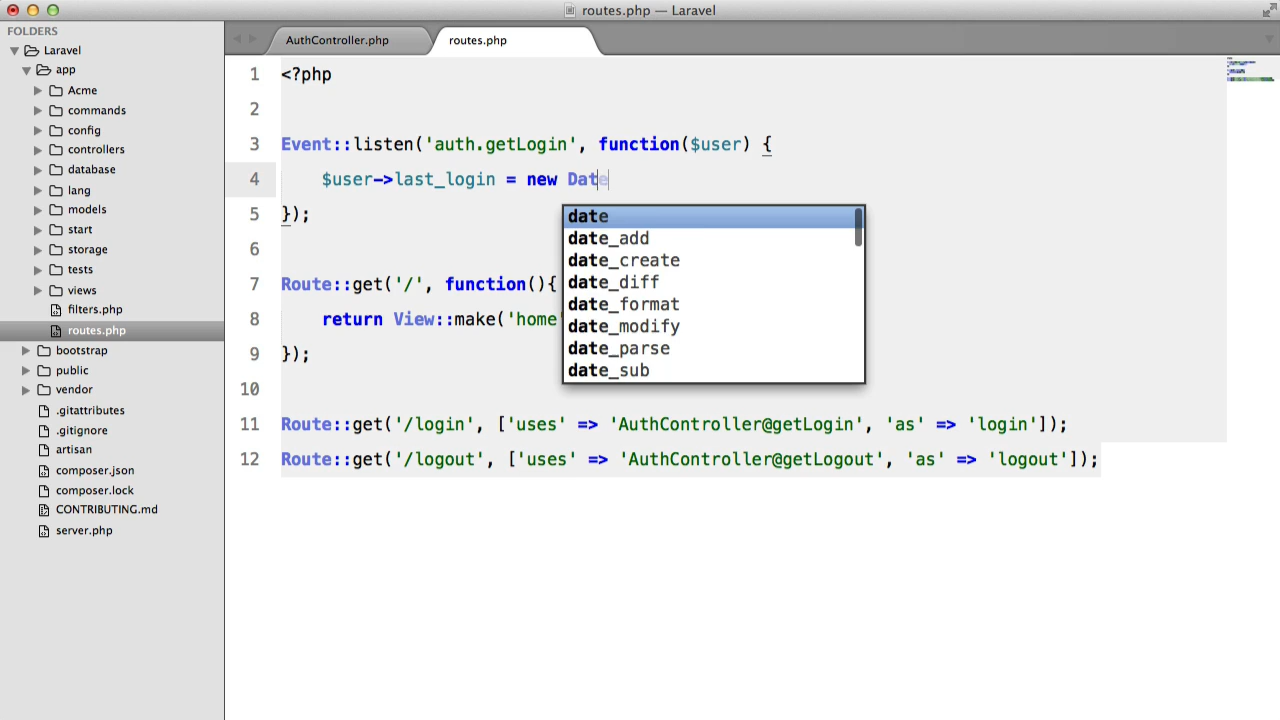 routes.php — Laravel
FOLDERS
Laravel
app
Acme
commands
config
controllers
database
lang
models
start
storage
tests
views
filters.php
routes.php
bootstrap
public
vendor
.gitattributes
.gitignore
artisan
composer.json
composer.lock
CONTRIBUTING.md
server.php
AuthController.php
routes.php
1 <?php
2
3 Event::listen('auth.getLogin', function($user) {
4 $user->last_login = new Date
5 });
6
7 Route::get('/', function(){
8 return View::make('home'
9 });
10
11 Route::get('/login', ['uses' => 'AuthController@getLogin', 'as' => 'login']);
12 Route::get('/logout', ['uses' => 'AuthController@getLogout', 'as' => 'logout']);
date
date_add
date_create
date_diff
date_format
date_modify
date_parse
date_sub